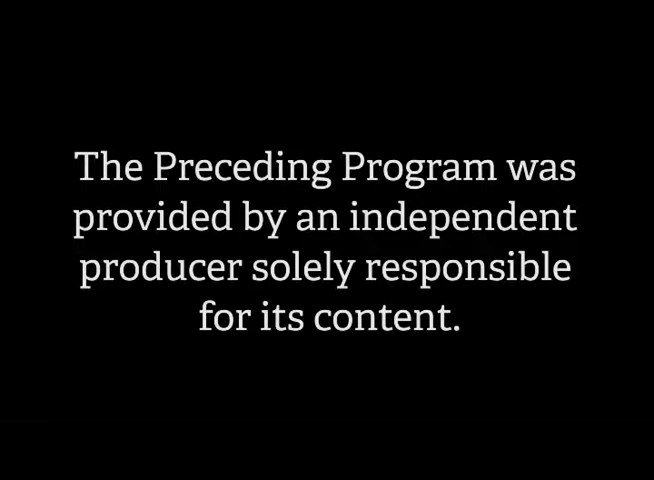 The Preceding Program was
provided by an independent
producer solely responsible
for its content.